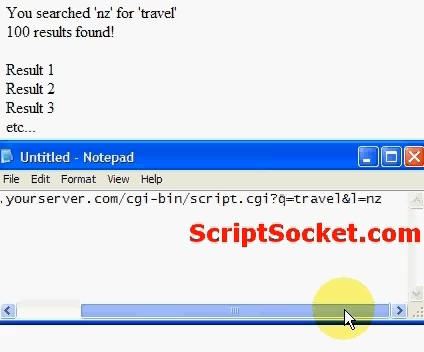 You searched 'nz' for 'travel'
100 results found!
Result 1
Result 2
Result 3
etc...
Untitled - Notepad
File Edit Format View Help
.yourserver.com/cgi-bin/script.cgi?q=travel&l=nz
ScriptSocket.com